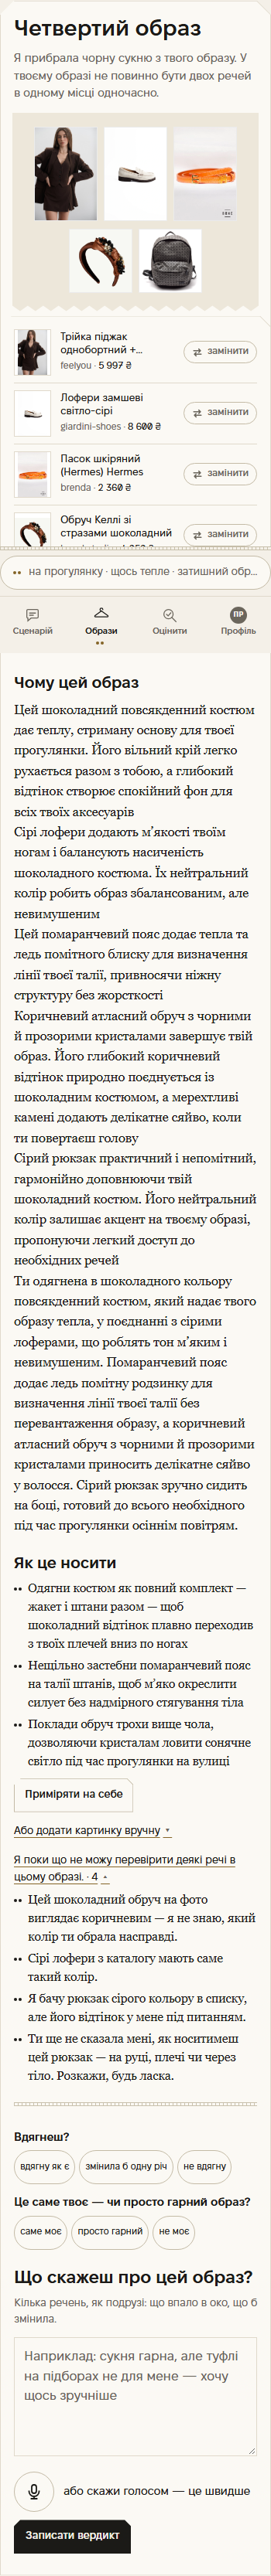 Четвертий образ
Я прибрала чорну сукню з твого образу. У
твоєму образі не повинно бути двох речей
в одному місці одночасно.
Трійка піджак
однобортний +...
feelyou · 5 997 ₴
замінити
Лофери замшеві
світло-сірі
giardini-shoes · 8 600 ₴
замінити
Пасок шкіряний
(Hermes) Hermes
brenda · 2 360 ₴
замінити
Обруч Келлі зі
стразами шоколадний
замінити
на прогулянку · щось тепле · затишний обр...
Сценарій
Образи
Оцінити
ПР
Профіль
Чому цей образ
Цей шоколадний повсякденний костюм
дає теплу, стриману основу для твоєї
прогулянки. Його вільний крій легко
рухається разом з тобою, а глибокий
відтінок створює спокійний фон для
всіх твоїх аксесуарів
Сірі лофери додають м’якості твоїм
ногам і балансують насиченість
шоколадного костюма. Їх нейтральний
колір робить образ збалансованим, але
невимушеним
Цей помаранчевий пояс додає тепла та
ледь помітного блиску для визначення
лінії твоєї талії, привносячи ніжну
структуру без жорсткості
Коричневий атласний обруч з чорними
й прозорими кристалами завершує твій
образ. Його глибокий коричневий
відтінок природно поєднується із
шоколадним костюмом, а мерехтливі
камені додають делікатне сяйво, коли
ти повертаєш голову
Сірий рюкзак практичний і непомітний,
гармонійно доповнюючи твій
шоколадний костюм. Його нейтральний
колір залишає акцент на твоєму образі,
пропонуючи легкий доступ до
необхідних речей
Ти одягнена в шоколадного кольору
повсякденний костюм, який надає твого
образу тепла, у поєднанні з сірими
лоферами, що роблять тон м’яким і
невимушеним. Помаранчевий пояс
додає ледь помітну родзинку для
визначення лінії твоєї талії без
перевантаження образу, а коричневий
атласний обруч з чорними й прозорими
кристалами приносить делікатне сяйво
у волосся. Сірий рюкзак зручно сидить
на боці, готовий до всього необхідного
під час прогулянки осіннім повітрям.
Як це носити
Одягни костюм як повний комплект —
жакет і штани разом — щоб
шоколадний відтінок плавно переходив
з твоїх плечей вниз по ногах
Нещільно застебни помаранчевий пояс
на талії штанів, щоб м’яко окреслити
силует без надмірного стягування тіла
Поклади обруч трохи вище чола,
дозволяючи кристалам ловити сонячне
світло під час прогулянки на вулиці
Приміряти на себе
Або додати картинку вручну
Я поки що не можу перевірити деякі речі в
цьому образі. · 4
Цей шоколадний обруч на фото
виглядає коричневим — я не знаю, який
колір ти обрала насправді.
Сірі лофери з каталогу мають саме
такий колір.
Я бачу рюкзак сірого кольору в списку,
але його відтінок у мене під питанням.
Ти ще не сказала мені, як носитимеш
цей рюкзак — на руці, плечі чи через
тіло. Розкажи, будь ласка.
Вдягнеш?
вдягну як є
змінила б одну річ
не вдягну
Це саме твоє — чи просто гарний образ?
саме моє
просто гарний
не моє
Що скажеш про цей образ?
Кілька речень, як подрузі: що впало в око, що б
змінила.
Наприклад: сукня гарна, але туфлі
на підборах не для мене — хочу
щось зручніше
або скажи голосом — це швидше
Записати вердикт